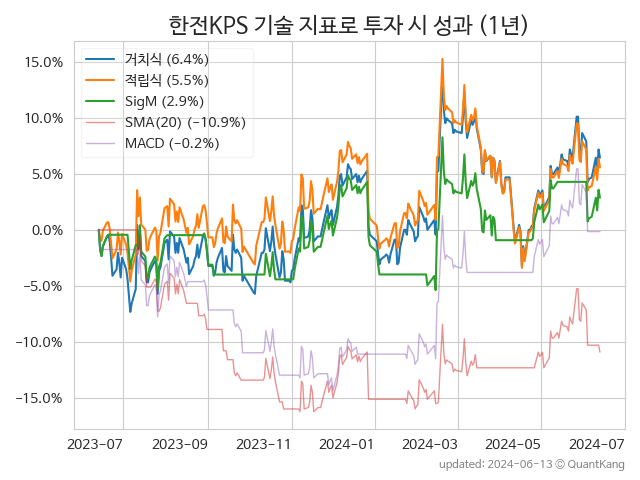 한전KPS 기술 지표로 투자 시 성과 (1년)
거치식 (6.4%)
적립식 (5.5%)
SigM (2.9%)
SMA(20) (−10.9%)
MACD (−0.2%)
15.0%
10.0%
5.0%
0.0%
−5.0%
−10.0%
−15.0%
2023-07 2023-09 2023-11 2024-01 2024-03 2024-05 2024-07
updated: 2024-06-13 ⓒ QuantKang